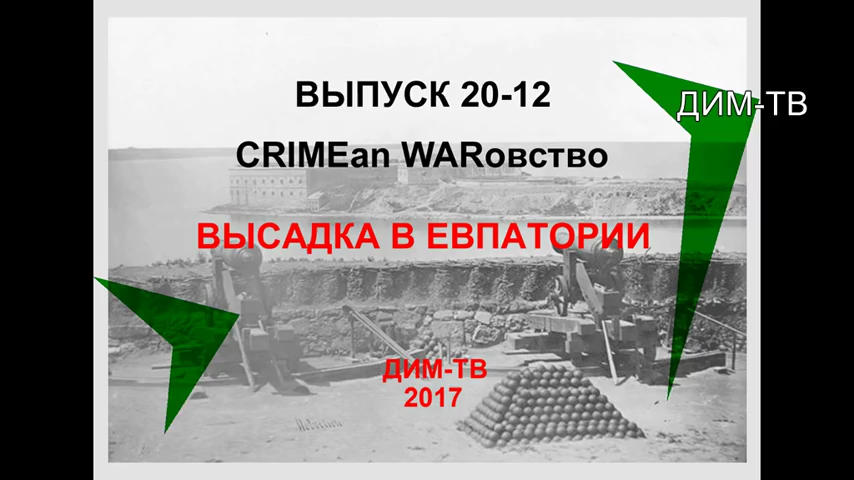 ВЫПУСК 20-12
ДИМ-ТВ
CRIMEan WARовство
ВЫСАДКА В ЕВПАТОРИИ
ДИМ-ТВ
2017